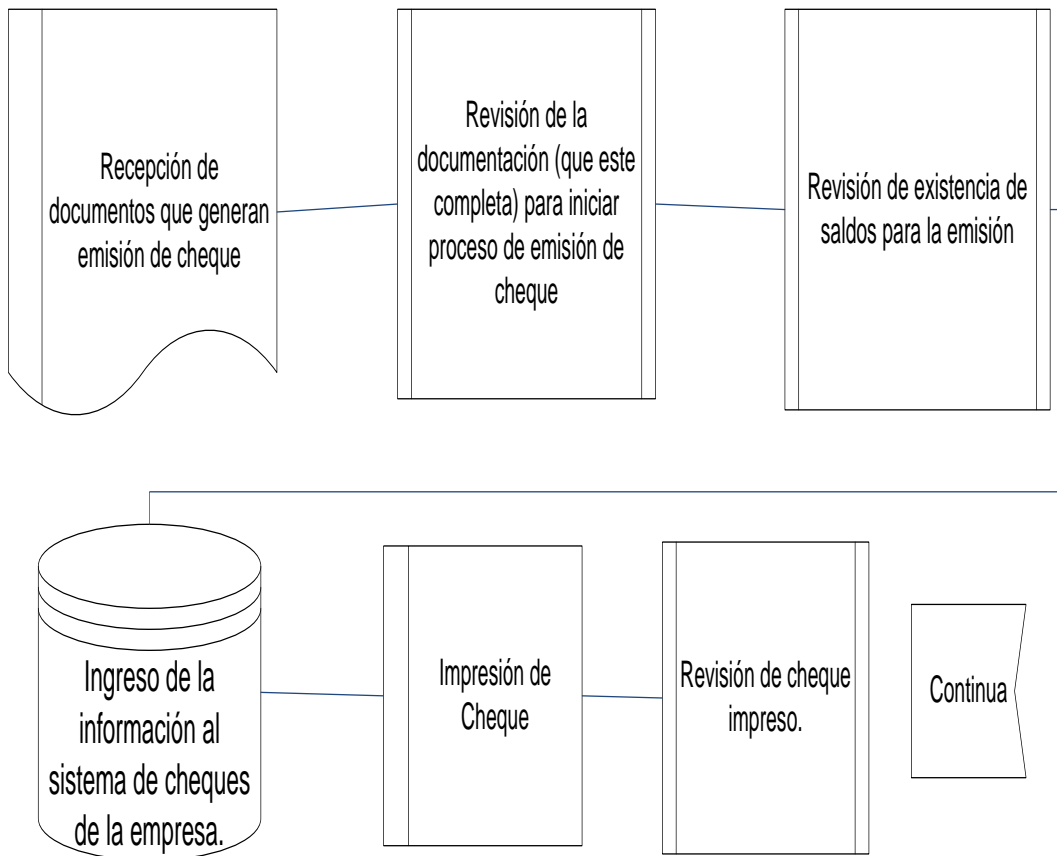 Recepción de
documentos que generan
emisión de cheque
Revisión de la
documentación (que este
completa) para iniciar
proceso de emisión de
cheque
Revisión de existencia de
saldos para la emisión
Ingreso de la
información al
sistema de cheques
de la empresa.
Impresión de
Cheque
Revisión de cheque
impreso.
Continua